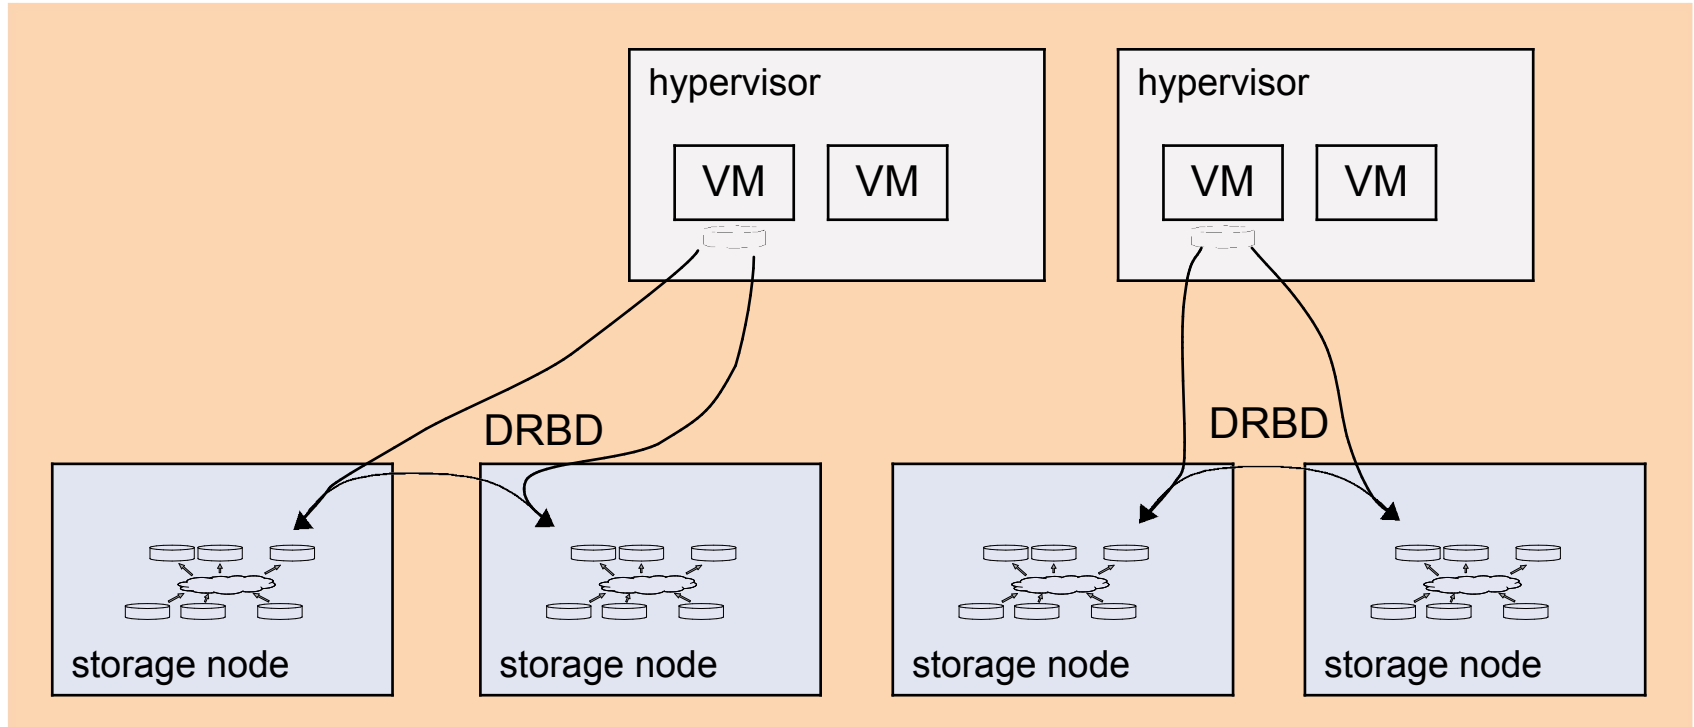 hypervisor
hypervisor
VM
VM
VM
VM
DRBD
DRBD
storage node
storage node
storage node
storage node